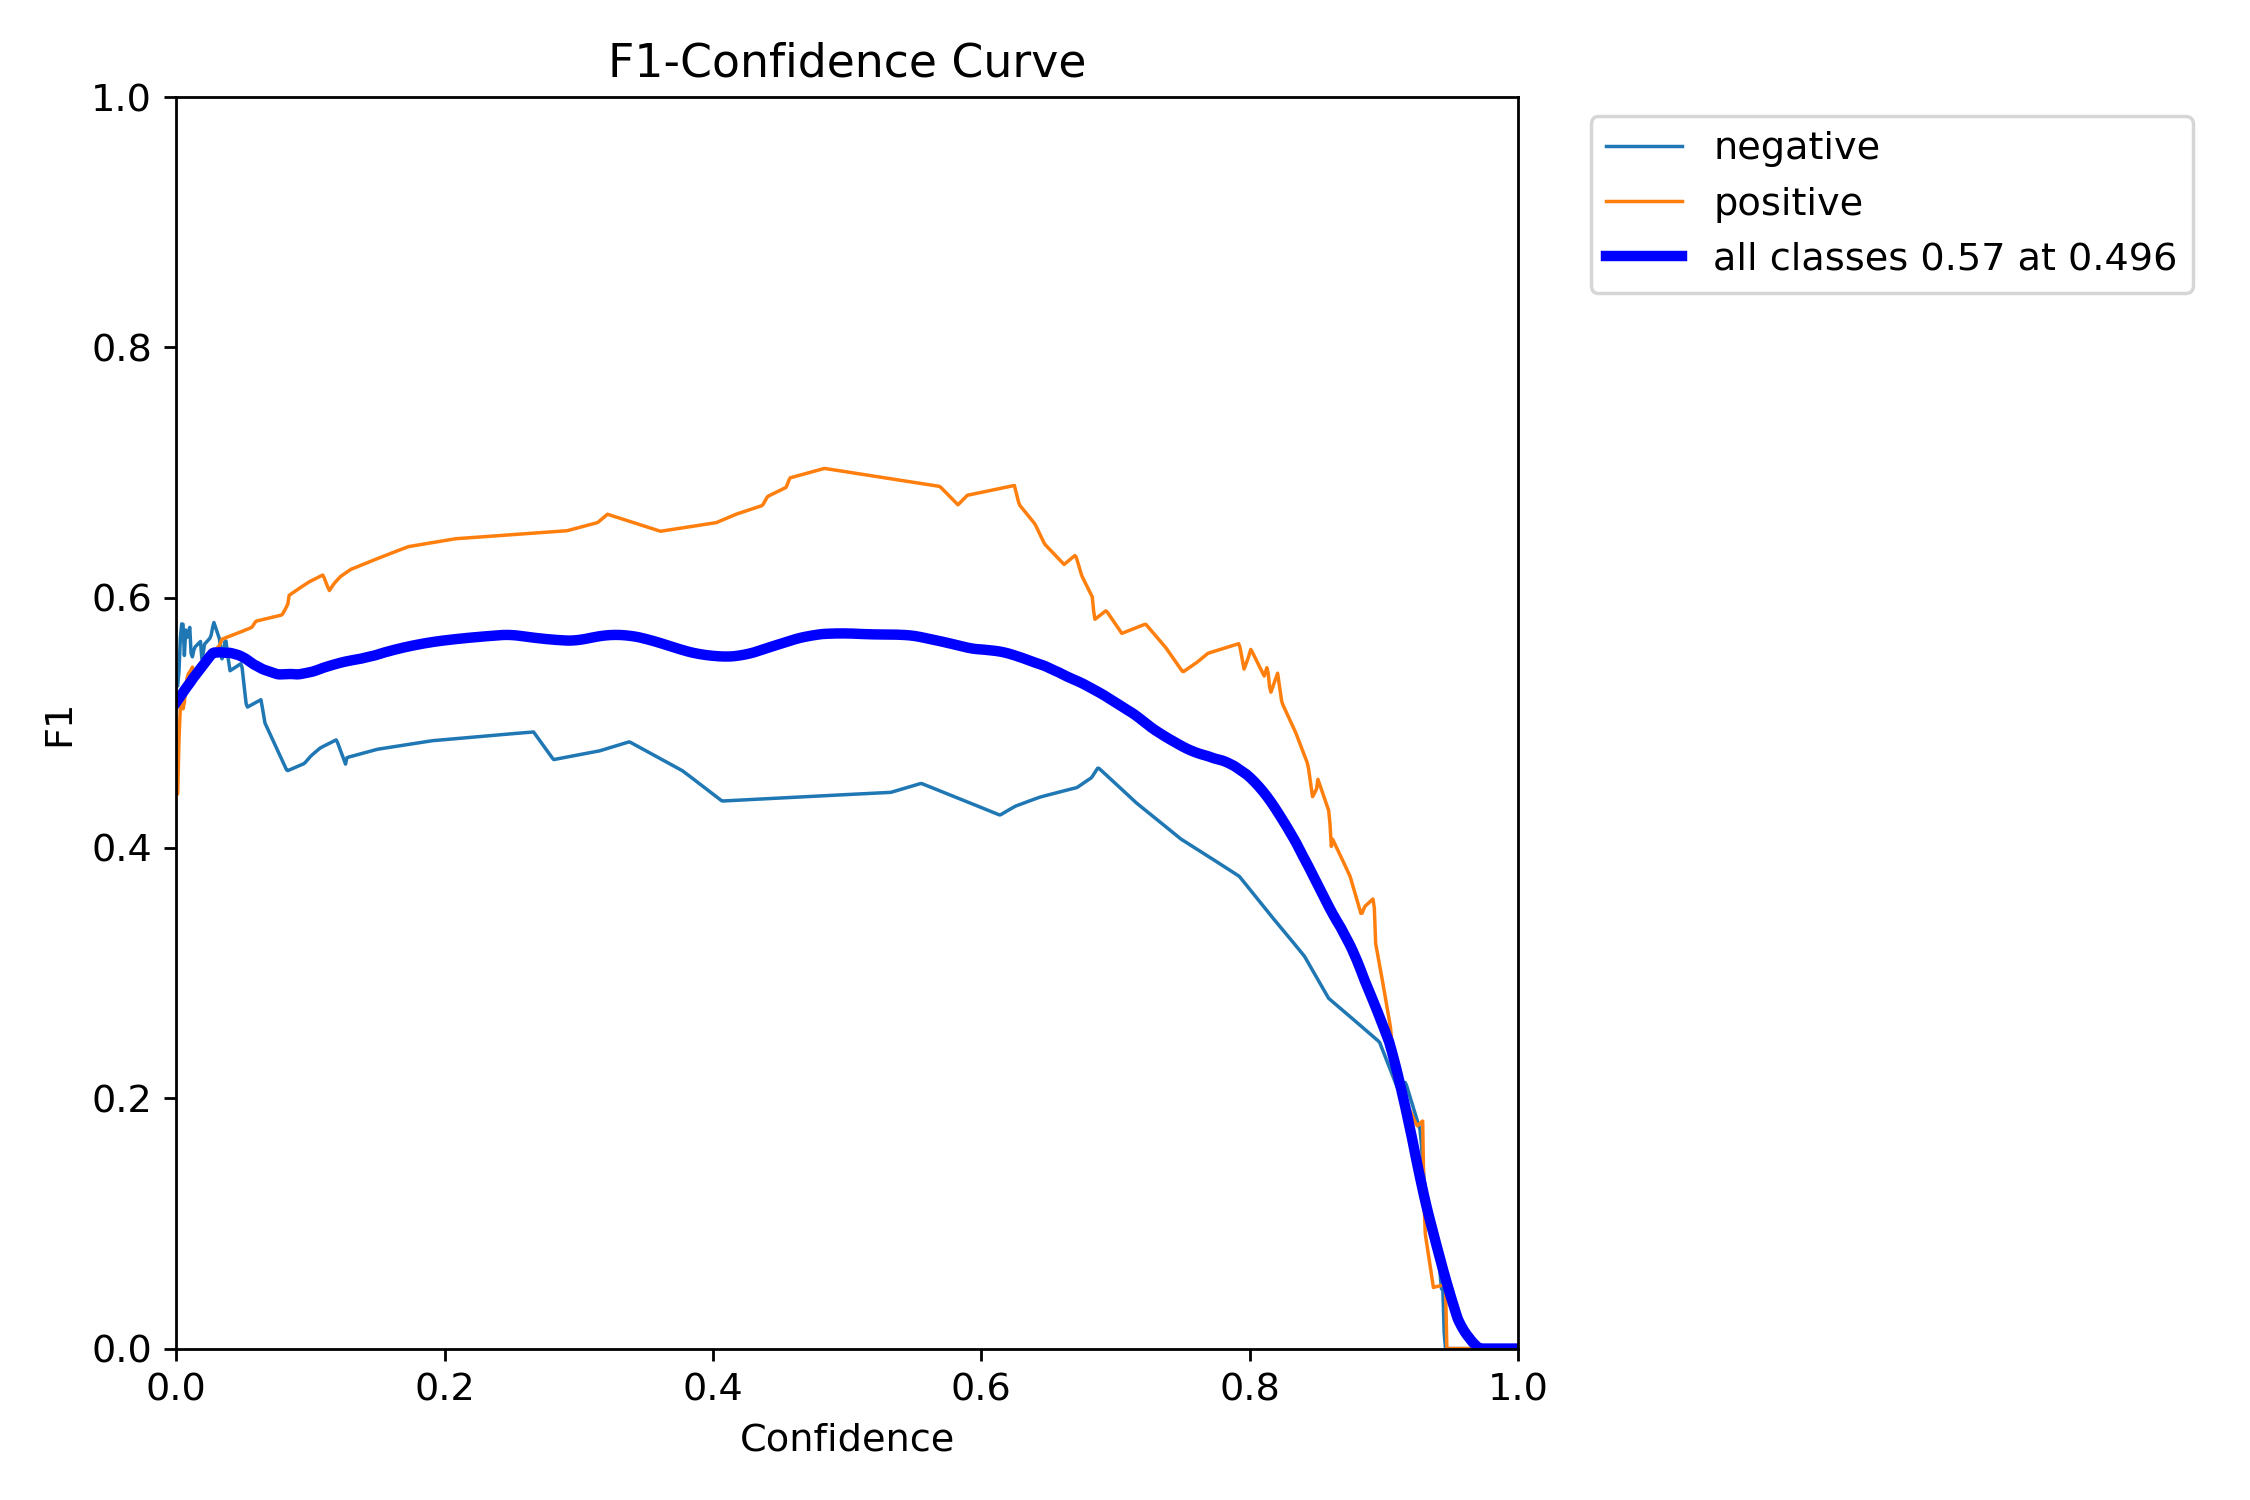 F1-Confidence Curve
1.0
0.8
0.6
0.4
0.2
0.0
F1
0.0 0.2 0.4 0.6 0.8 1.0
Confidence
negative
positive
all classes 0.57 at 0.496